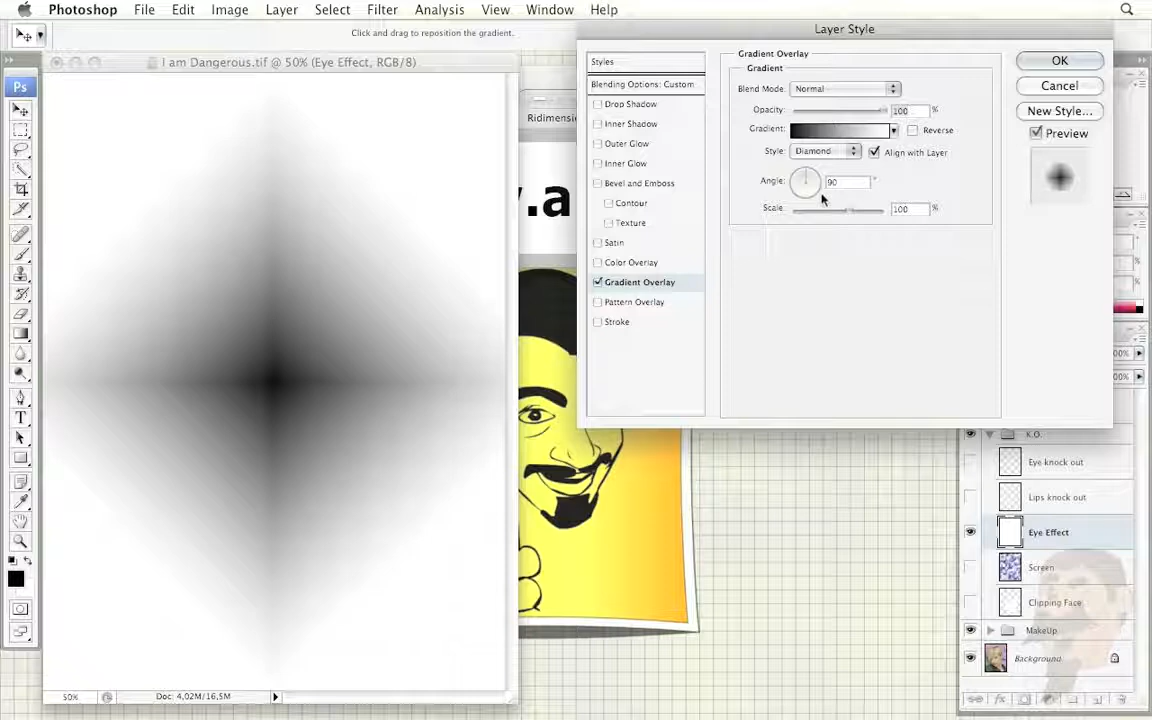 Photoshop File Edit Image Layer Select Filter Analysis View Window Help
Click and drag to reposition the gradient.
Layer Style
I am Dangerous.tif @ 50% (Eye Effect, RGB/8)
Ps
Styles
Blending Options: Custom
Drop Shadow
Inner Shadow
Outer Glow
Inner Glow
Bevel and Emboss
Contour
Texture
Satin
Color Overlay
Gradient Overlay
Pattern Overlay
Stroke
Gradient Overlay
Gradient
Blend Mode: Normal
Opacity: 100 %
Gradient: Reverse
Style: Diamond Align with Layer
Angle: 90 °
Scale 100 %
OK
Cancel
New Style...
Preview
Ridimensio
.a
%
%
00%
00%
K.O.
Eye knock out
Lips knock out
Eye Effect
Screen
Clipping Face
MakeUp
Background
T
50% Doc: 4,02M/16,5M
fx